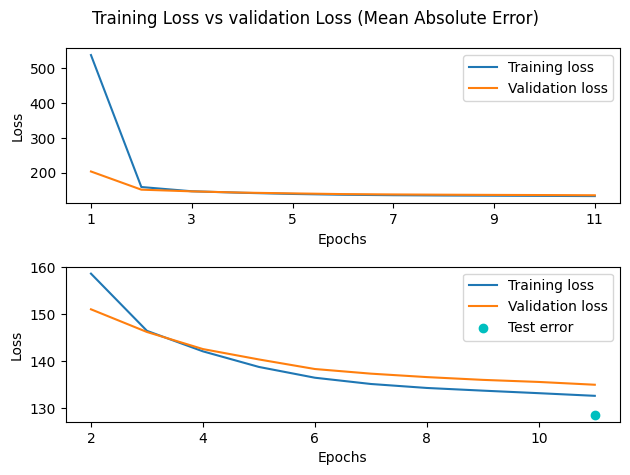 Training Loss vs validation Loss (Mean Absolute Error)
500
400
300
200
Loss
Training loss
Validation loss
1 3 5 7 9 11
Epochs
160
150
140
130
Loss
Training loss
Validation loss
Test error
2 4 6 8 10
Epochs